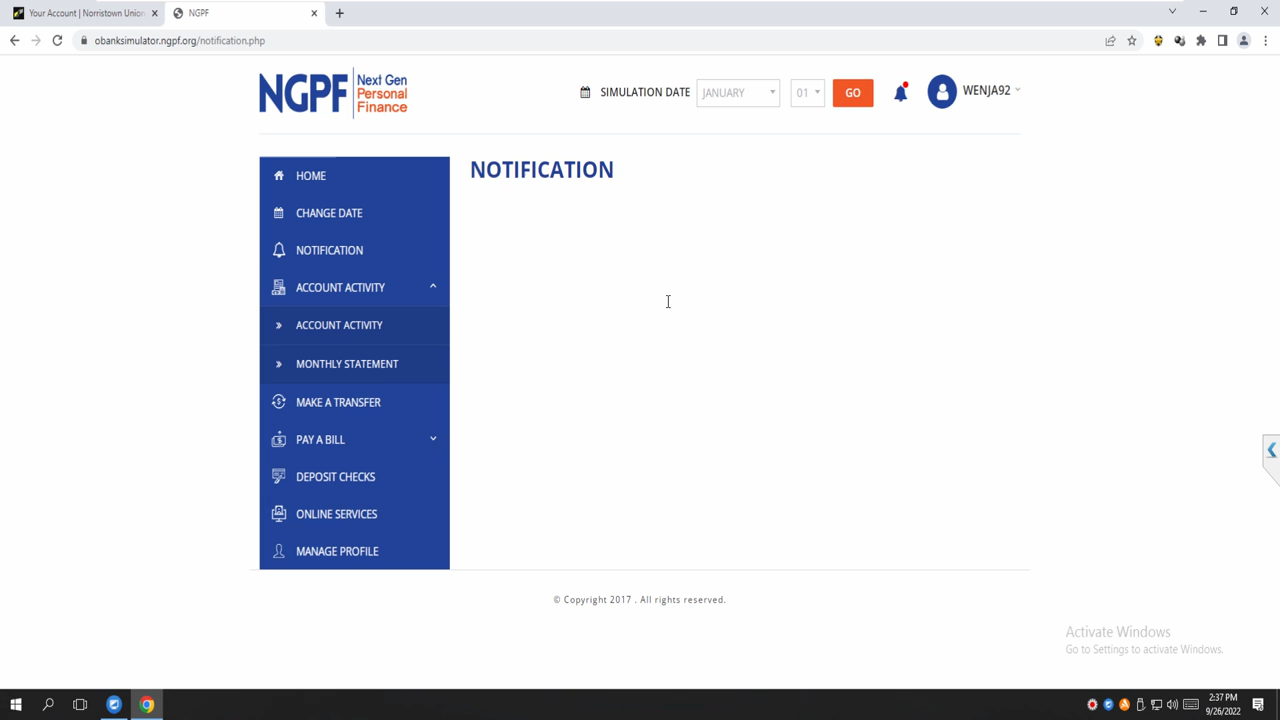 Your Account | Norristown Union
NGPF
obanksimulator.ngpf.org/notification.php
NGPF Next Gen Personal Finance
SIMULATION DATE JANUARY 01 GO WENJA92
HOME
CHANGE DATE
NOTIFICATION
ACCOUNT ACTIVITY
ACCOUNT ACTIVITY
MONTHLY STATEMENT
MAKE A TRANSFER
PAY A BILL
DEPOSIT CHECKS
ONLINE SERVICES
MANAGE PROFILE
NOTIFICATION
© Copyright 2017 . All rights reserved.
Activate Windows
Go to Settings to activate Windows.
2:37 PM
9/26/2022